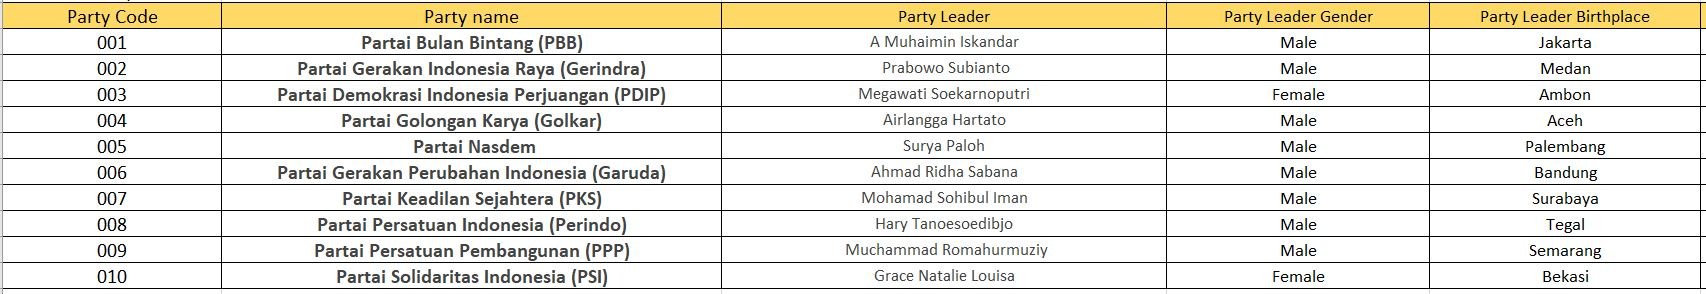 Party Code Party name Party Leader Party Leader Gender Party Leader Birthplace
001 Partai Bulan Bintang (PBB) A Muhaimin Iskandar Male Jakarta
002 Partai Gerakan Indonesia Raya (Gerindra) Prabowo Subianto Male Medan
003 Partai Demokrasi Indonesia Perjuangan (PDIP) Megawati Soekarnoputri Female Ambon
004 Partai Golongan Karya (Golkar) Airlangga Hartato Male Aceh
005 Partai Nasdem Surya Paloh Male Palembang
006 Partai Gerakan Perubahan Indonesia (Garuda) Ahmad Ridha Sabana Male Bandung
007 Partai Keadilan Sejahtera (PKS) Mohamad Sohibul Iman Male Surabaya
008 Partai Persatuan Indonesia (Perindo) Hary Tanoesoedibjo Male Tegal
009 Partai Persatuan Pembangunan (PPP) Muchammad Romahurmuziy Male Semarang
010 Partai Solidaritas Indonesia (PSI) Grace Natalie Louisa Female Bekasi